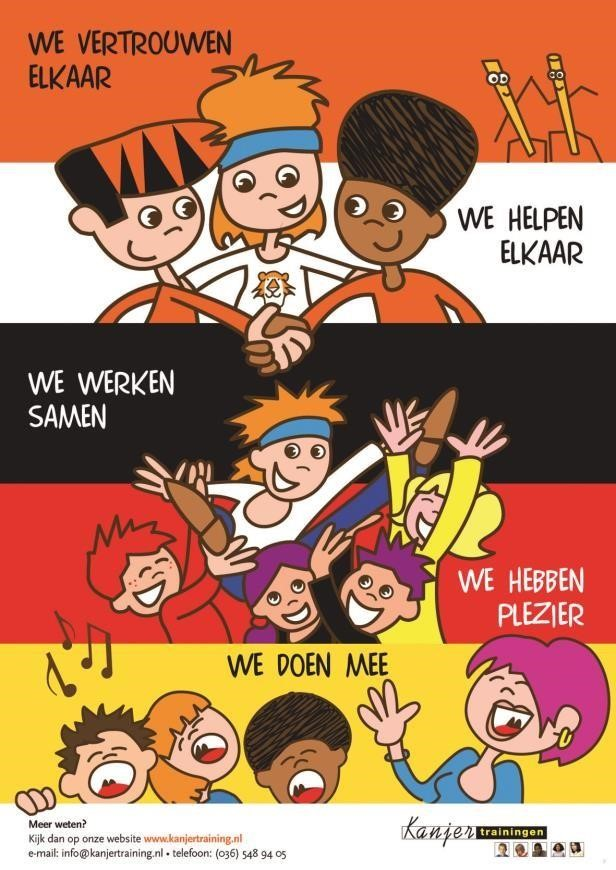 WE VERTROUWEN
ELKAAR
WE HELPEN
ELKAAR
WE WERKEN
SAMEN
WE HEBBEN
PLEZIER
WE DOEN MEE
Meer weten?
Kijk dan op onze website www.kanjertraining.nl
e-mail: info@kanjertraining.nl • telefoon: (036) 548 94 05
Kanjer trainingen